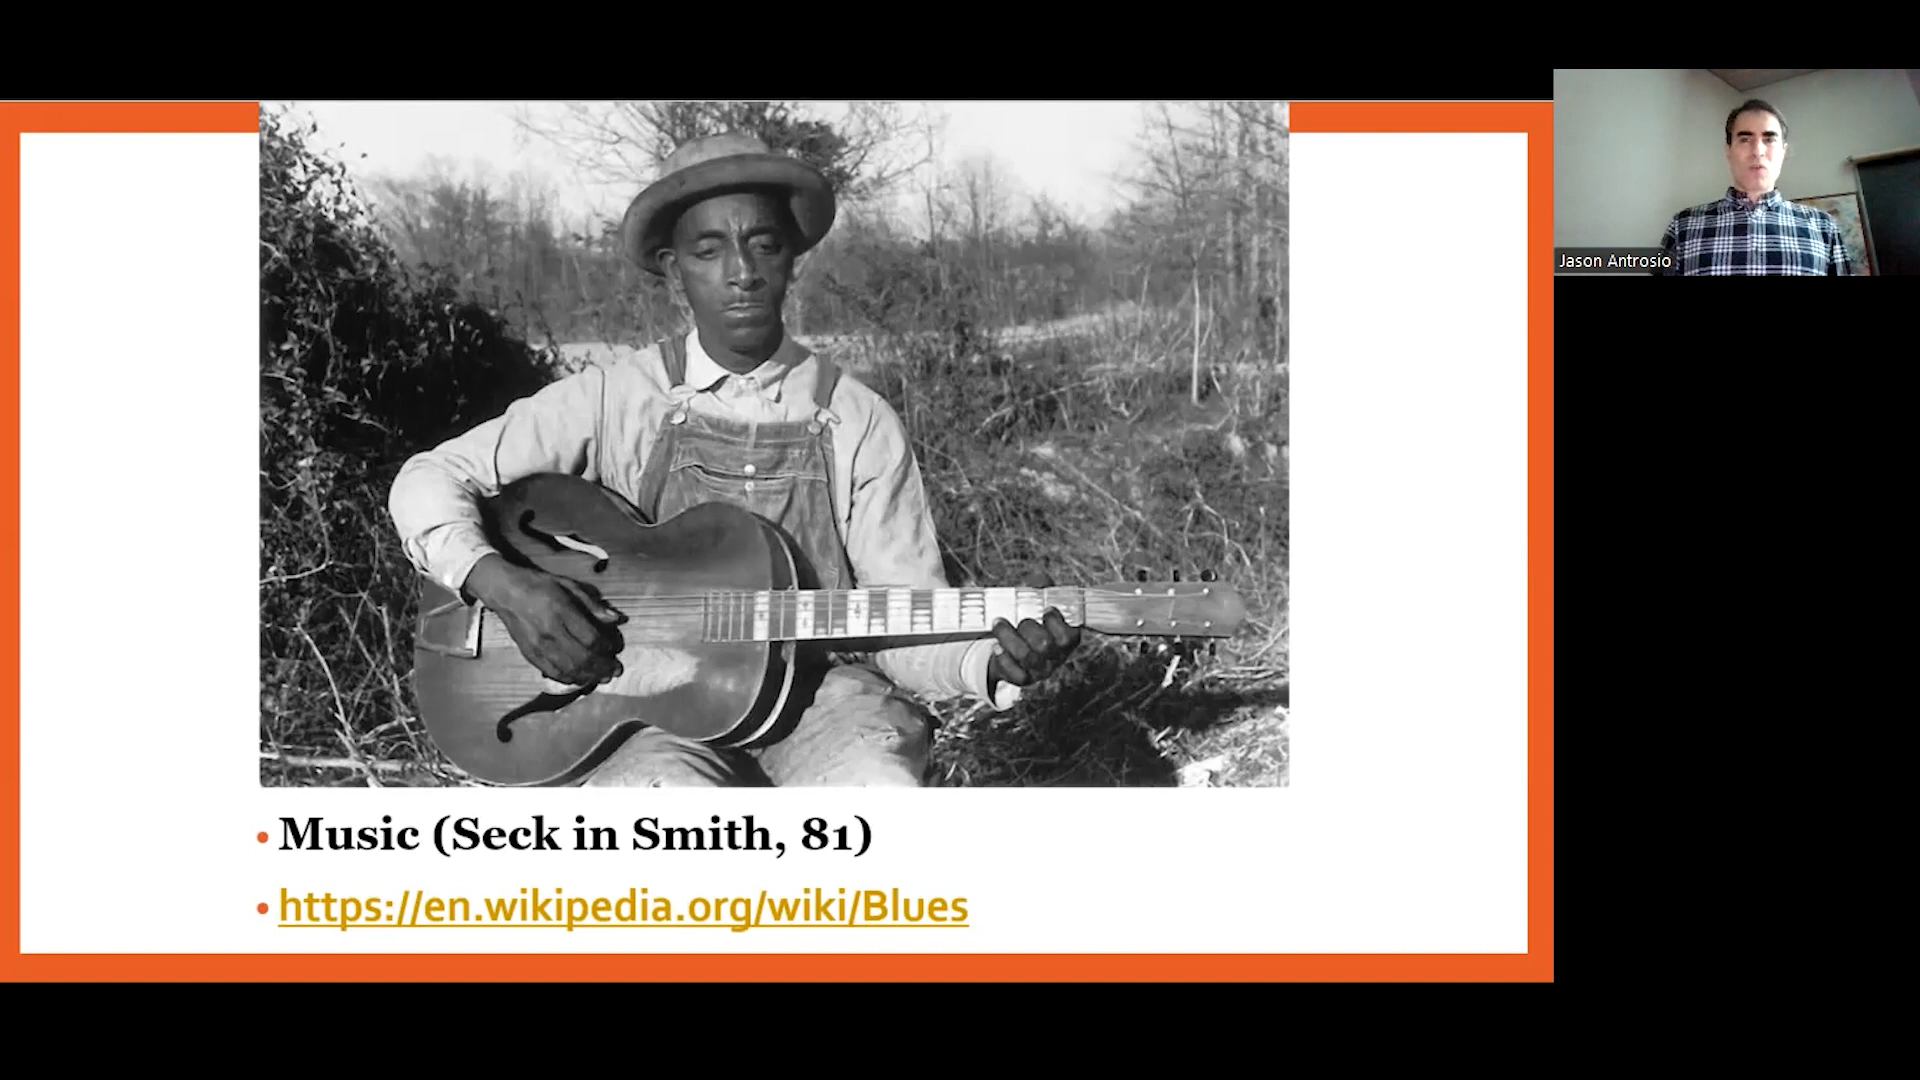 Jason Antrosio
Music (Seck in Smith, 81)
https://en.wikipedia.org/wiki/Blues